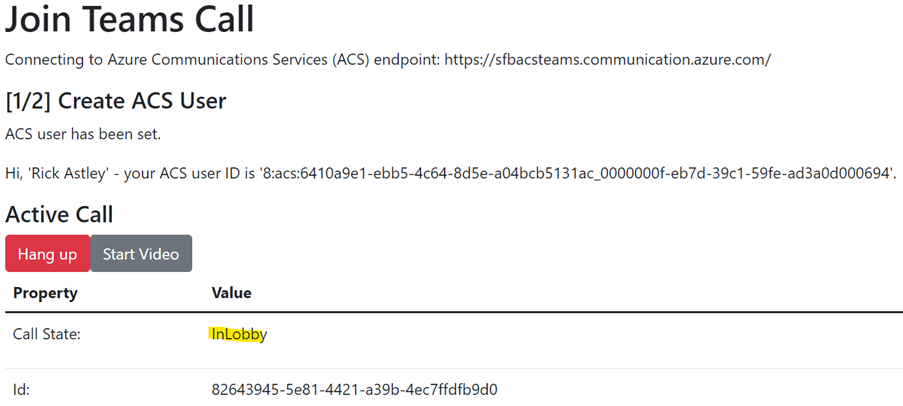 Join Teams Call
Connecting to Azure Communications Services (ACS) endpoint: https://sfbacsteams.communication.azure.com/
[1/2] Create ACS User
ACS user has been set.
Hi, 'Rick Astley' - your ACS user ID is '8:acs:6410a9e1-ebb5-4c64-8d5e-a04bcb5131ac_0000000f-eb7d-39c1-59fe-ad3a0d000694'.
Active Call
Hang up Start Video
Property Value
Call State: InLobby
Id: 82643945-5e81-4421-a39b-4ec7ffdfb9d0